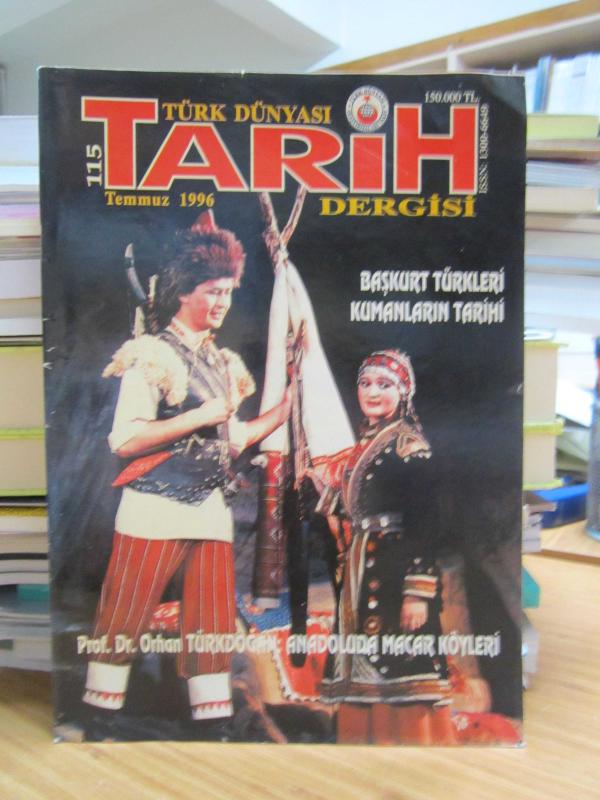 TÜRK DÜNYASI
150.000 TL.
115
TARİH
ISSN: 1300-6649
Temmuz 1996
DERGİSİ
BAŞKURT TÜRKLERİ
KUMANLARIN TARİHİ
Prof. Dr. Orhan TÜRKDOĞAN: ANADOLUDA MACAR KÖYLERİ